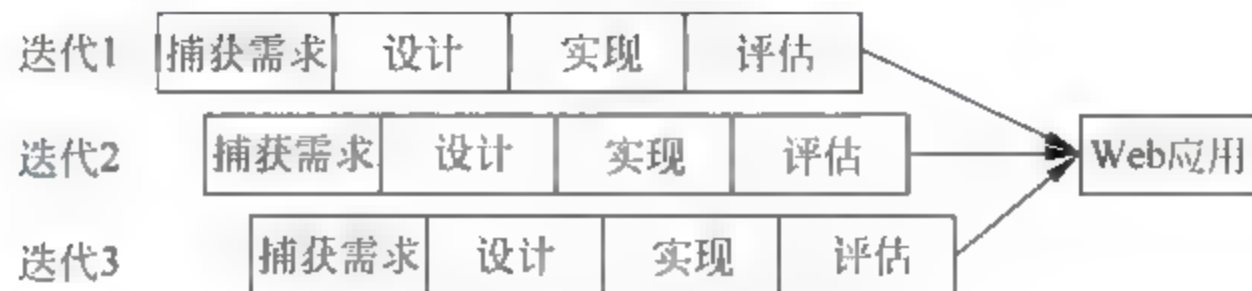 迭代1 捕获需求 设计 实现 评估
迭代2 捕获需求 设计 实现 评估 Web应用
迭代3 捕获需求 设计 实现 评估